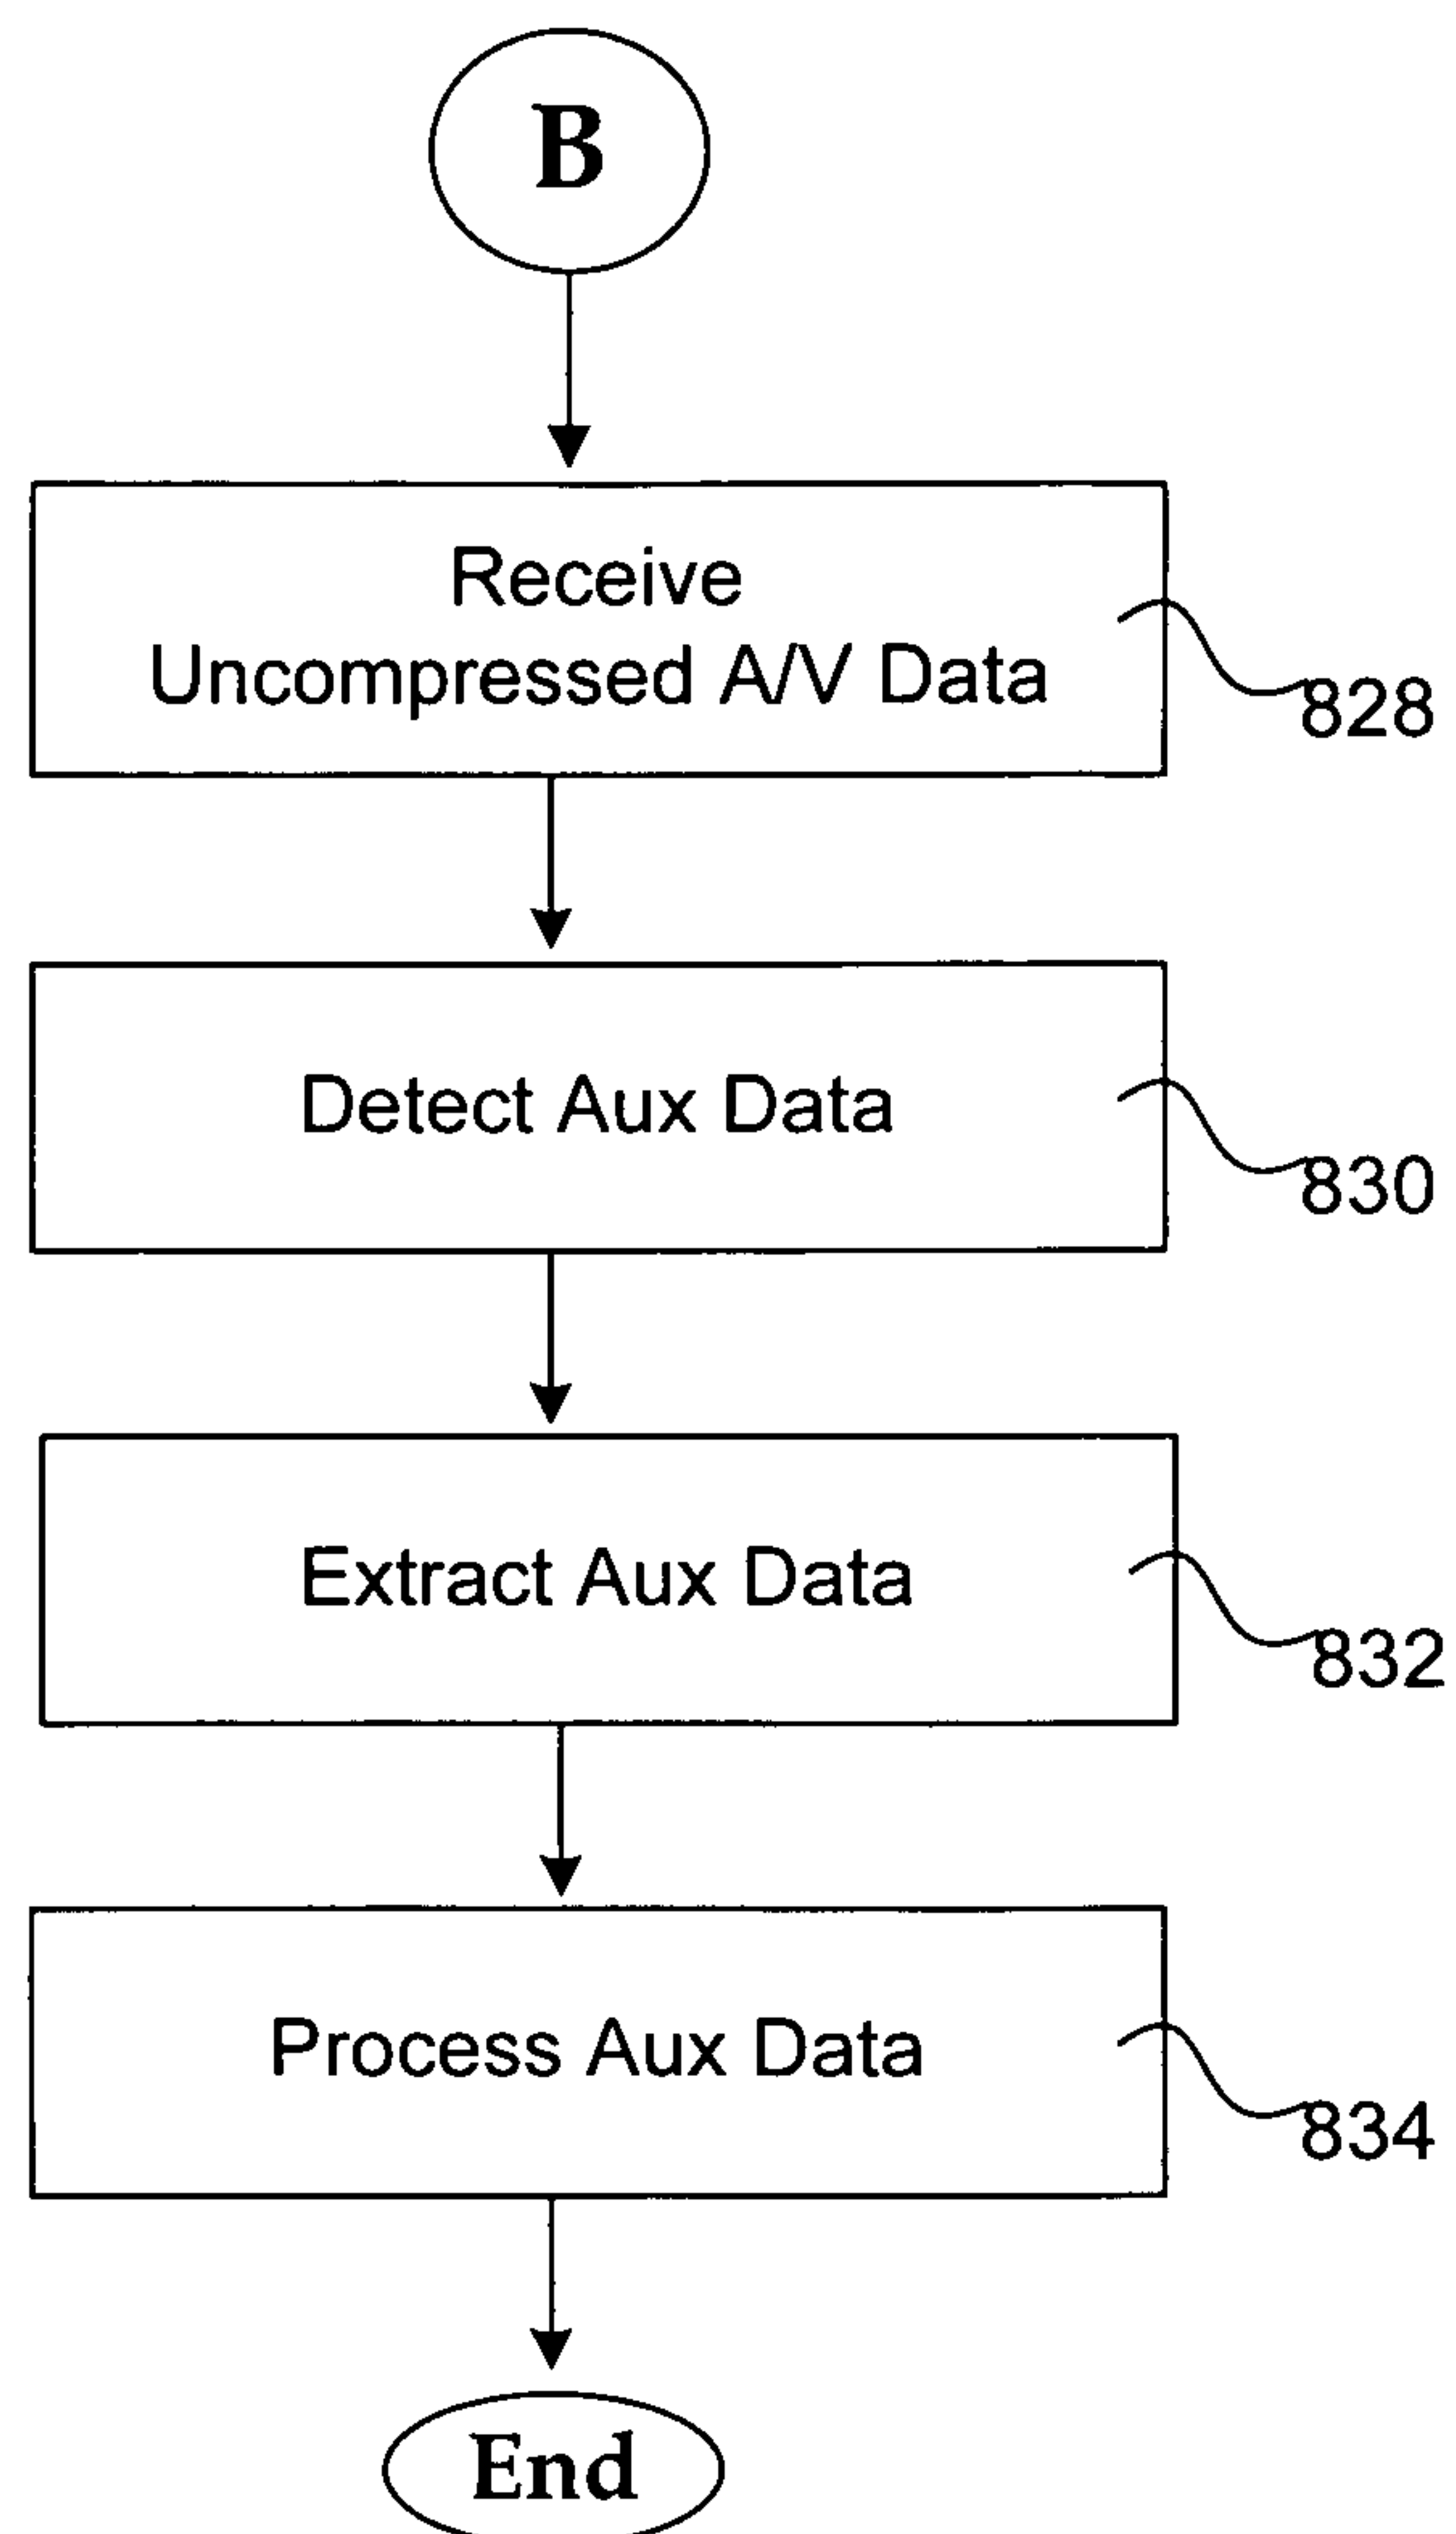 B
Receive
Uncompressed A/V Data
828
Detect Aux Data
830
Extract Aux Data
832
Process Aux Data
834
End